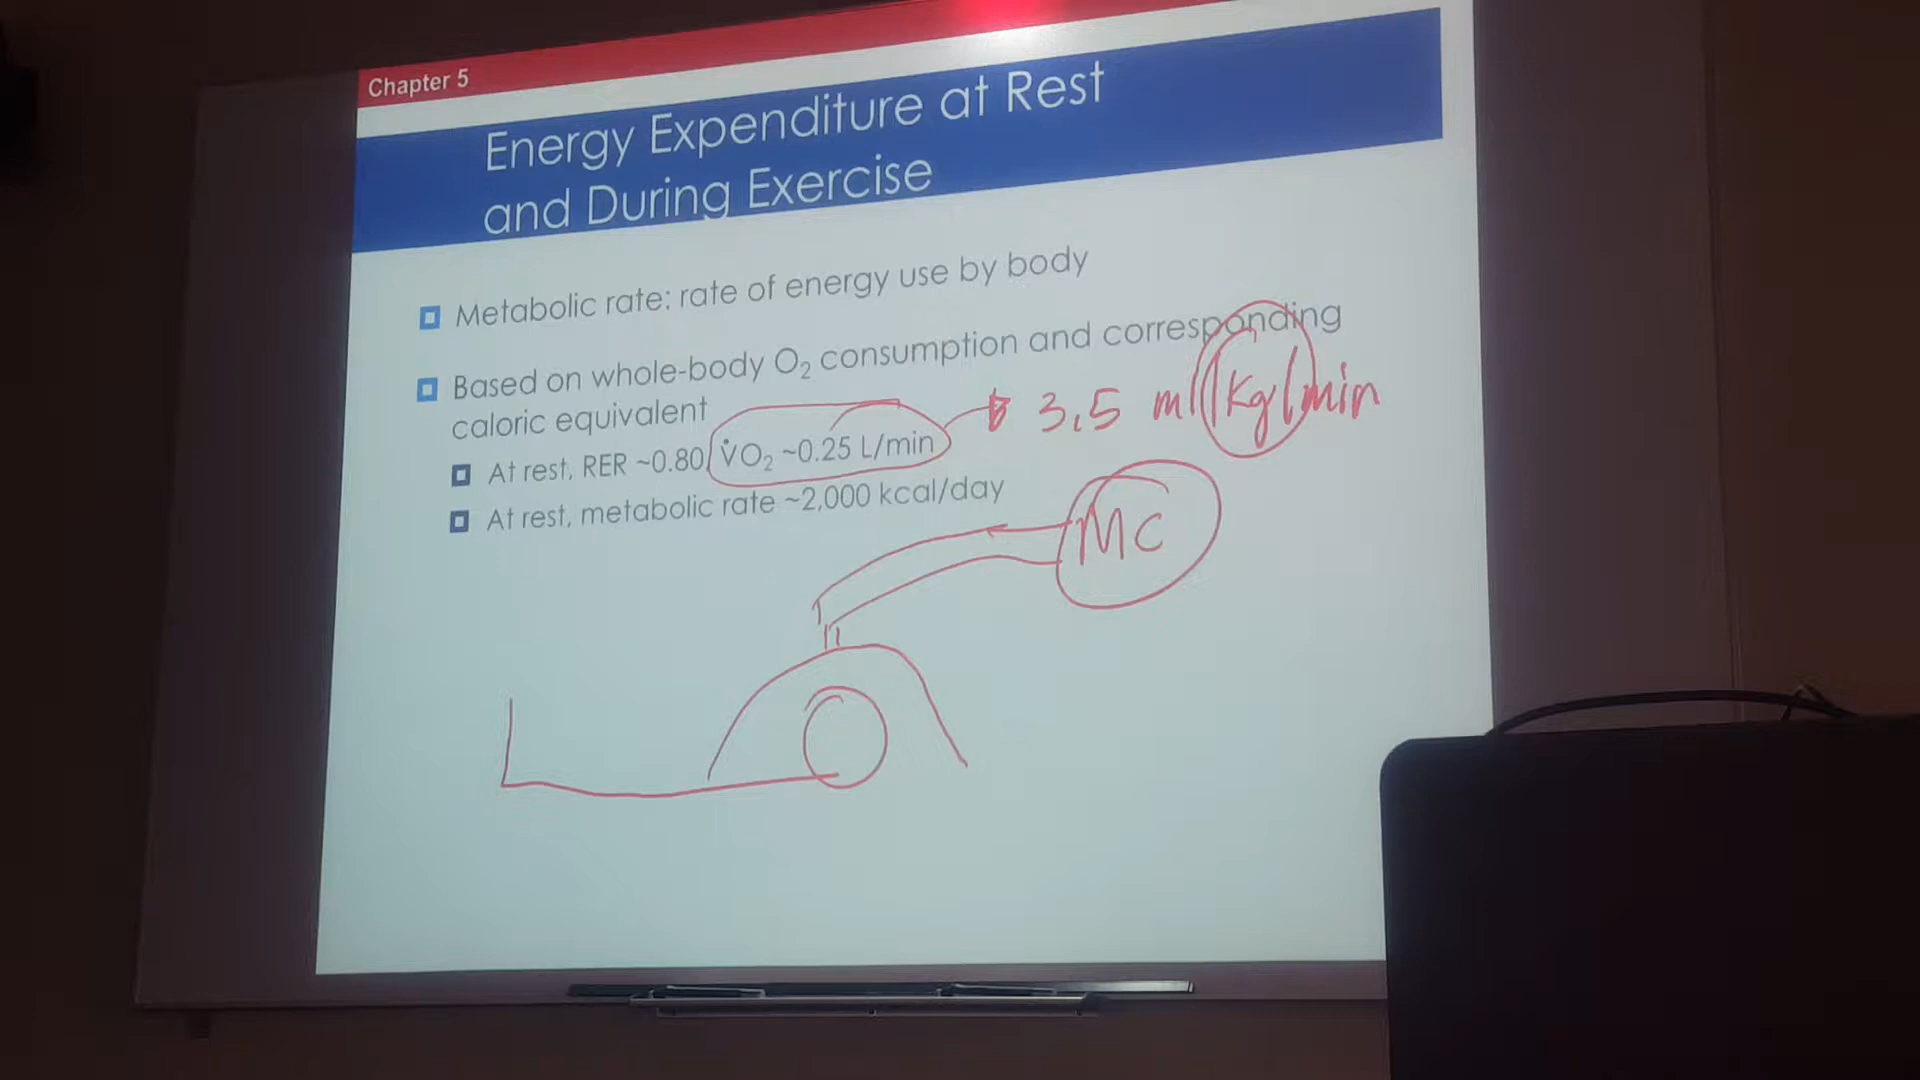 Chapter 5
Energy Expenditure at Rest
and During Exercise
Metabolic rate: rate of energy use by body
Based on whole-body O₂ consumption and corresponding
caloric equivalent
3,5 ml/kg/min
At rest, RER ~0.80, V̇O₂ ~0.25 L/min
At rest, metabolic rate ~2,000 kcal/day
MC